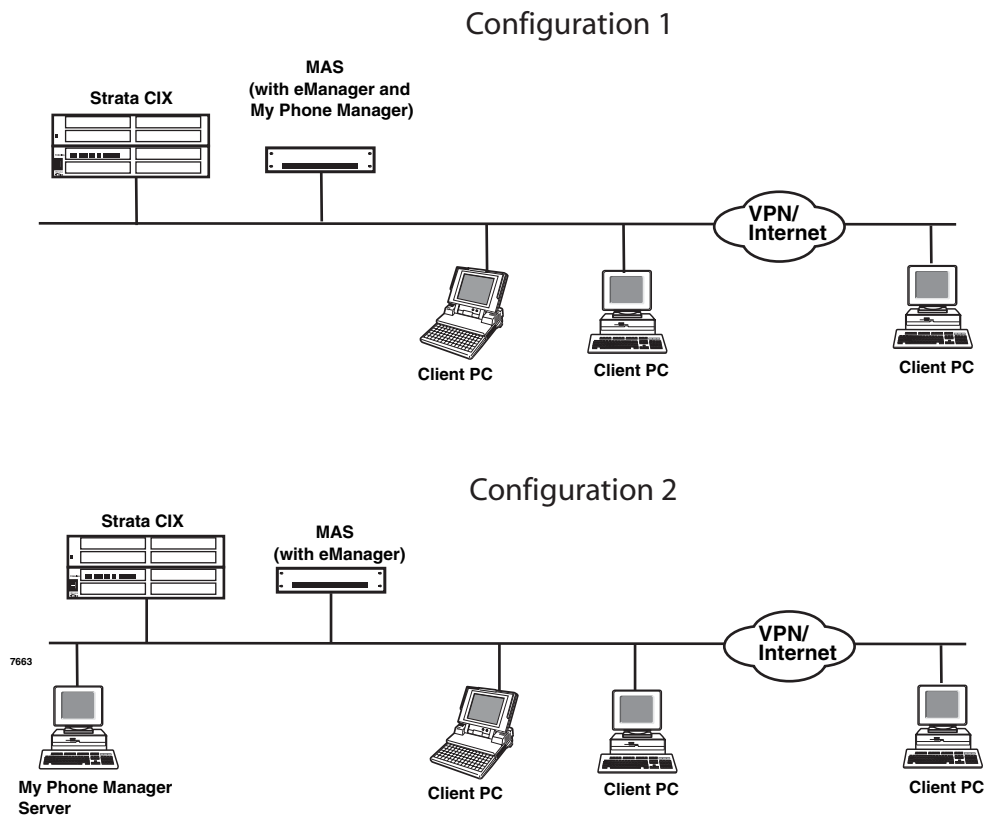 Configuration 1
MAS
(with eManager and
My Phone Manager)
Strata CIX
VPN/
Internet
Client PC
Client PC
Client PC
Configuration 2
Strata CIX
MAS
(with eManager)
VPN/
Internet
7663
My Phone Manager
Server
Client PC
Client PC
Client PC